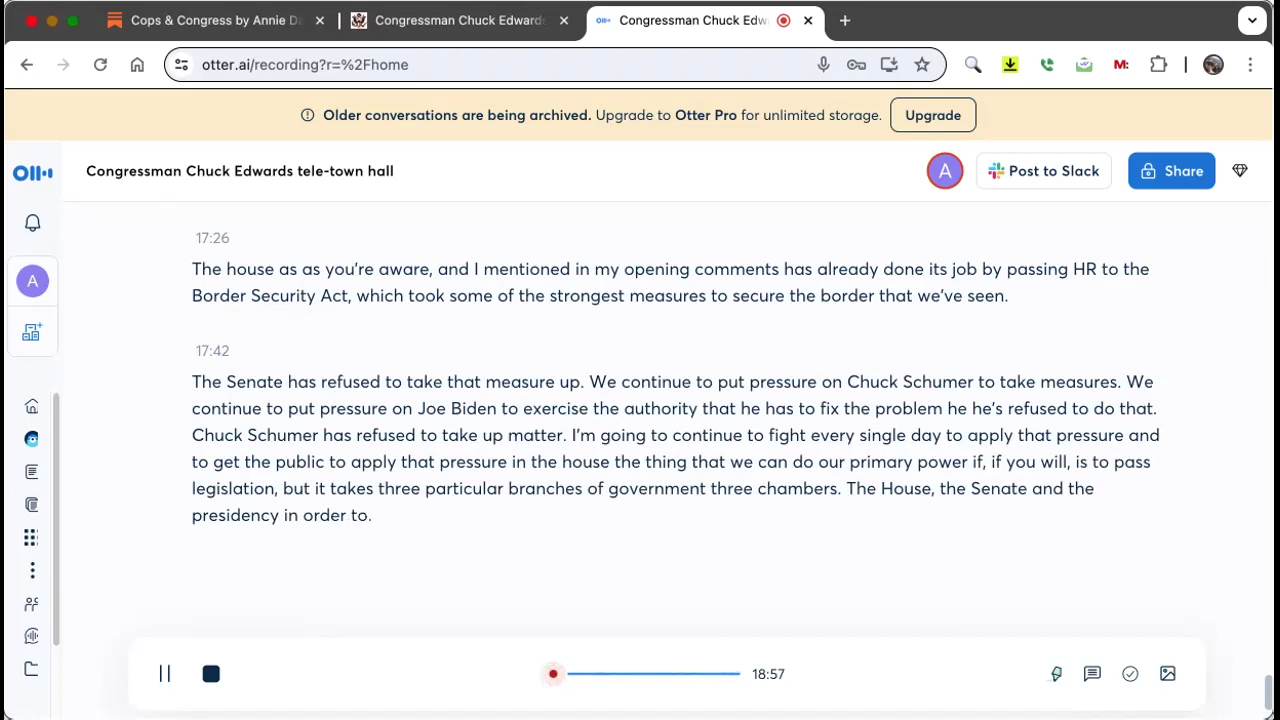 Cops & Congress by Annie Da
Congressman Chuck Edwards
Congressman Chuck Edw
otter.ai/recording?r=%2Fhome
M:
Older conversations are being archived. Upgrade to Otter Pro for unlimited storage.
Upgrade
Congressman Chuck Edwards tele-town hall
A
Post to Slack
Share
A
17:26
The house as as you're aware, and I mentioned in my opening comments has already done its job by passing HR to the
Border Security Act, which took some of the strongest measures to secure the border that we've seen.
17:42
The Senate has refused to take that measure up. We continue to put pressure on Chuck Schumer to take measures. We
continue to put pressure on Joe Biden to exercise the authority that he has to fix the problem he he's refused to do that.
Chuck Schumer has refused to take up matter. I'm going to continue to fight every single day to apply that pressure and
to get the public to apply that pressure in the house the thing that we can do our primary power if, if you will, is to pass
legislation, but it takes three particular branches of government three chambers. The House, the Senate and the
presidency in order to.
18:57